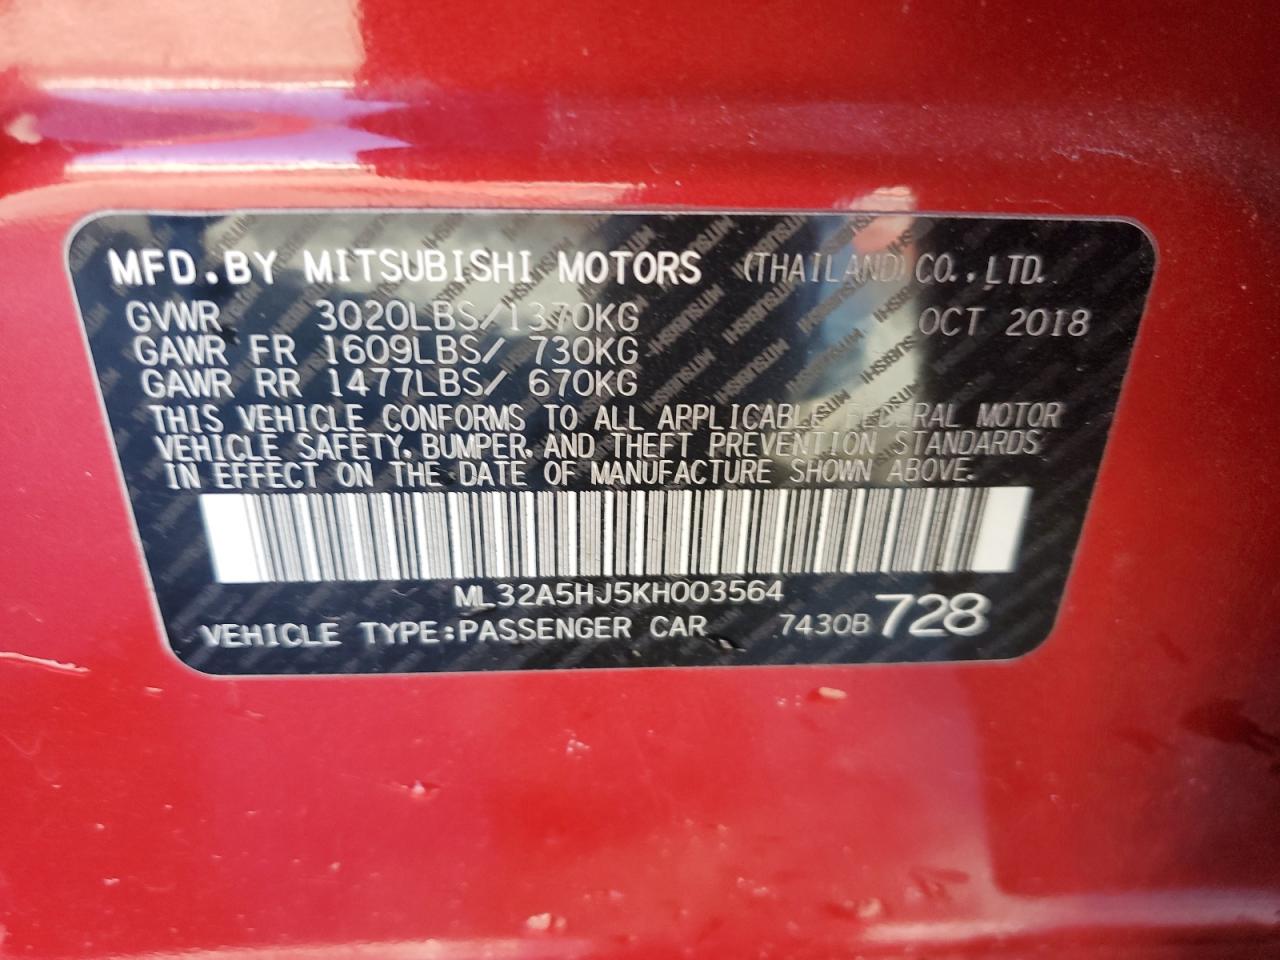 MFD.BY MITSUBISHI MOTORS (THAILAND) CO., LTD.
GVWR 3020LBS/1370KG OCT 2018
GAWR FR 1609LBS/ 730KG
GAWR RR 1477LBS/ 670KG
THIS VEHICLE CONFORMS TO ALL APPLICABLE FEDERAL MOTOR
VEHICLE SAFETY, BUMPER, AND THEFT PREVENTION STANDARDS
IN EFFECT ON THE DATE OF MANUFACTURE SHOWN ABOVE.
ML32A5HJ5KH003564
VEHICLE TYPE:PASSENGER CAR 7430B 728